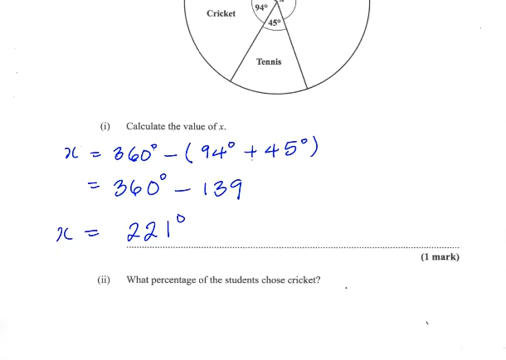 Cricket
94°
45°
Tennis
(i) Calculate the value of x.
x = 360° − (94° + 45°)
= 360° − 139
x = 221°
(1 mark)
(ii) What percentage of the students chose cricket?